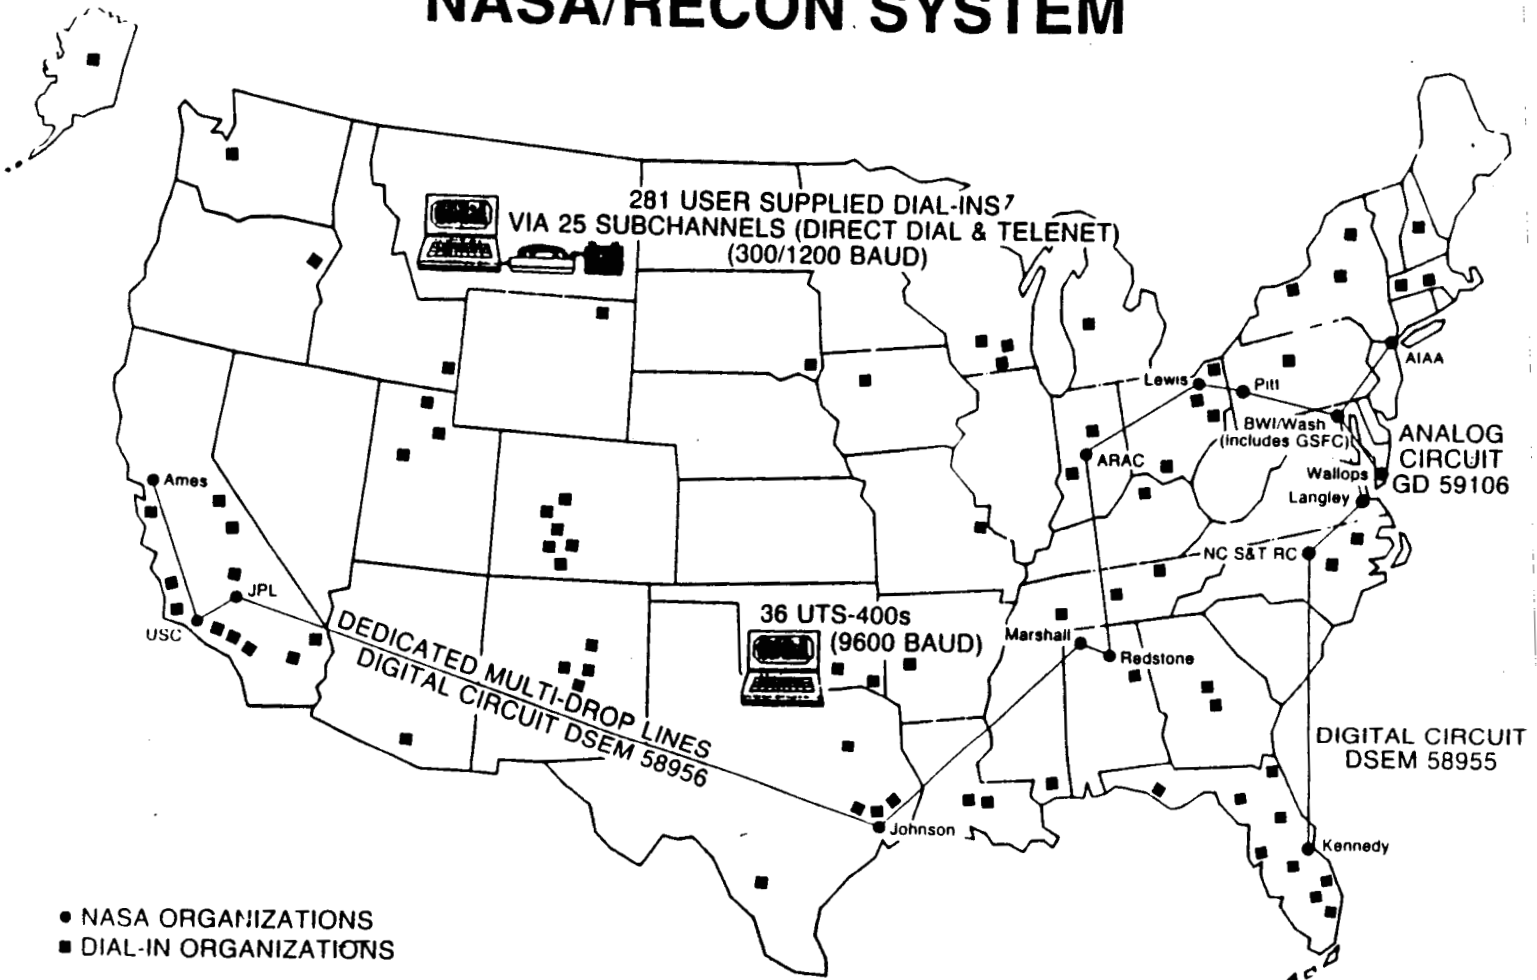 NASA/RECON SYSTEM
281 USER SUPPLIED DIAL-INS7
VIA 25 SUBCHANNELS (DIRECT DIAL & TELENET)
(300/1200 BAUD)
AIAA
Lewis
Pitt
BWI/Wash
(includes GSFC)
ANALOG
CIRCUIT
GD 59106
ARAC
Wallops
Langley
Ames
NC S&T RC
JPL
USC
DEDICATED MULTI-DROP LINES
DIGITAL CIRCUIT DSEM 58956
36 UTS-400s
(9600 BAUD)
Marshall
Redstone
DIGITAL CIRCUIT
DSEM 58955
Johnson
Kennedy
NASA ORGANIZATIONS
DIAL-IN ORGANIZATIONS